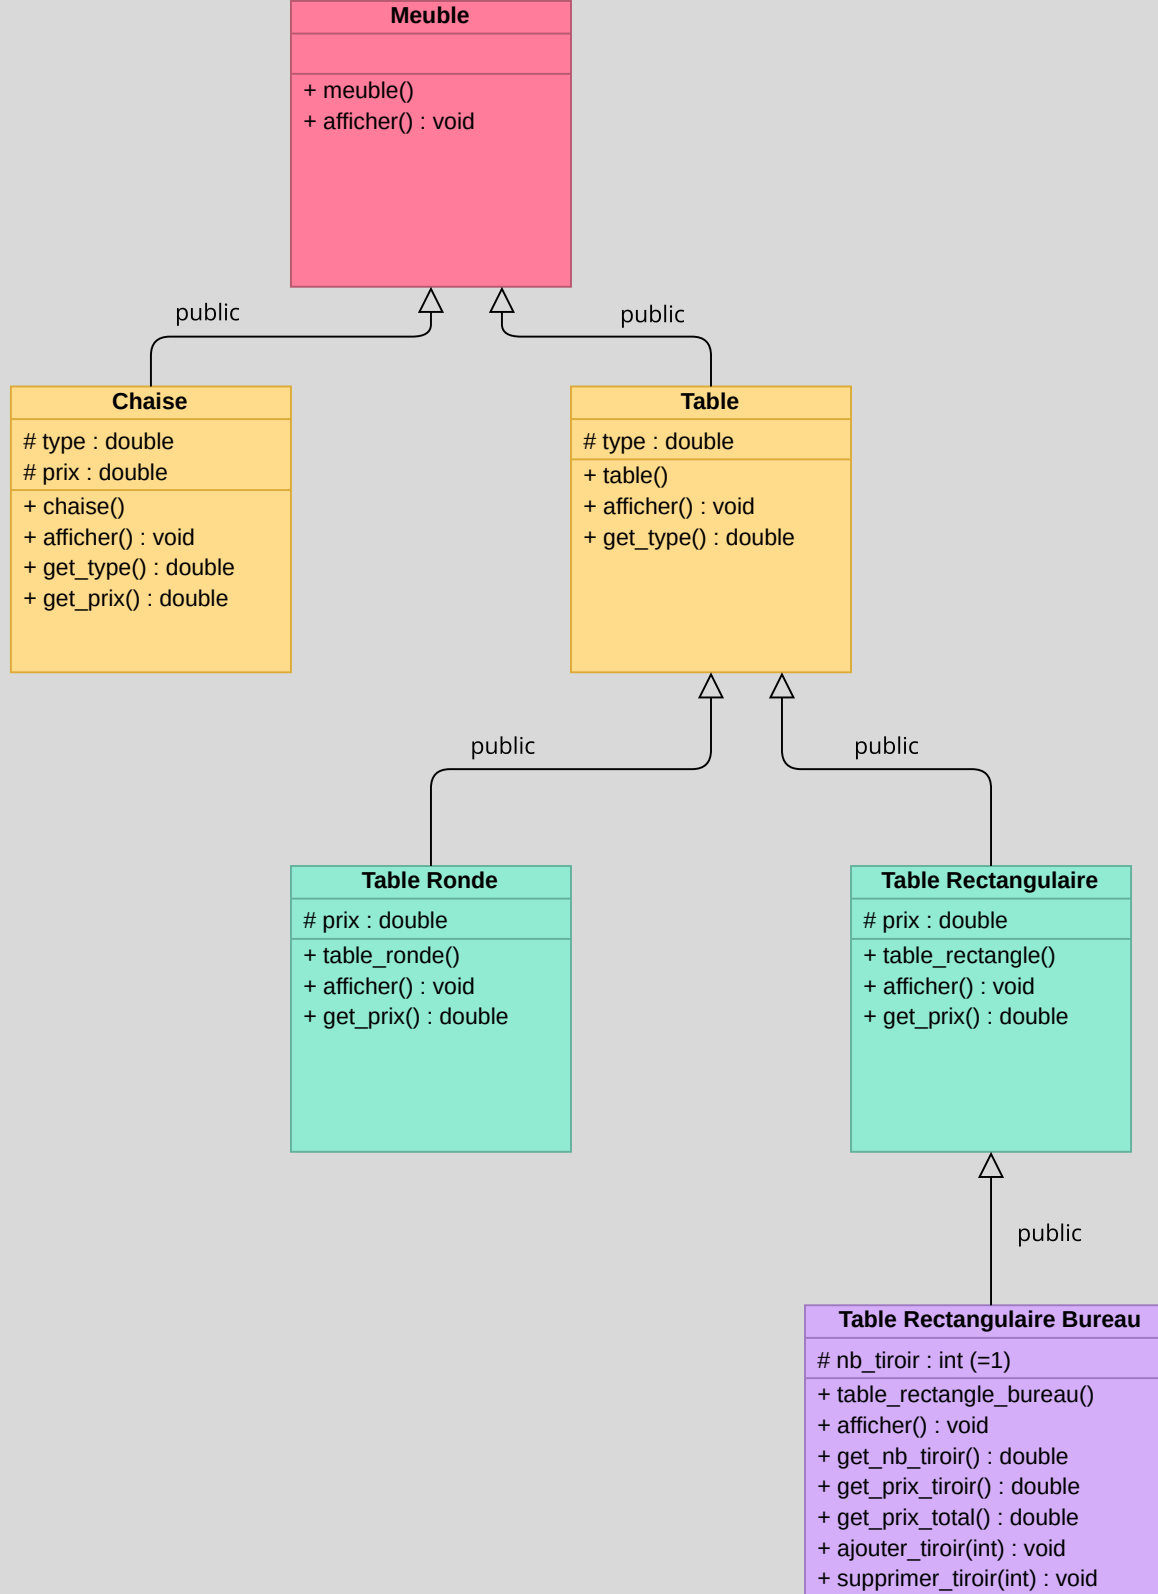 Meuble
+ meuble()
+ afficher() : void
public
public
Chaise
# type : double
# prix : double
+ chaise()
+ afficher() : void
+ get_type() : double
+ get_prix() : double
Table
# type : double
+ table()
+ afficher() : void
+ get_type() : double
public
public
Table Ronde
# prix : double
+ table_ronde()
+ afficher() : void
+ get_prix() : double
Table Rectangulaire
# prix : double
+ table_rectangle()
+ afficher() : void
+ get_prix() : double
public
Table Rectangulaire Bureau
# nb_tiroir : int (=1)
+ table_rectangle_bureau()
+ afficher() : void
+ get_nb_tiroir() : double
+ get_prix_tiroir() : double
+ get_prix_total() : double
+ ajouter_tiroir(int) : void
+ supprimer_tiroir(int) : void